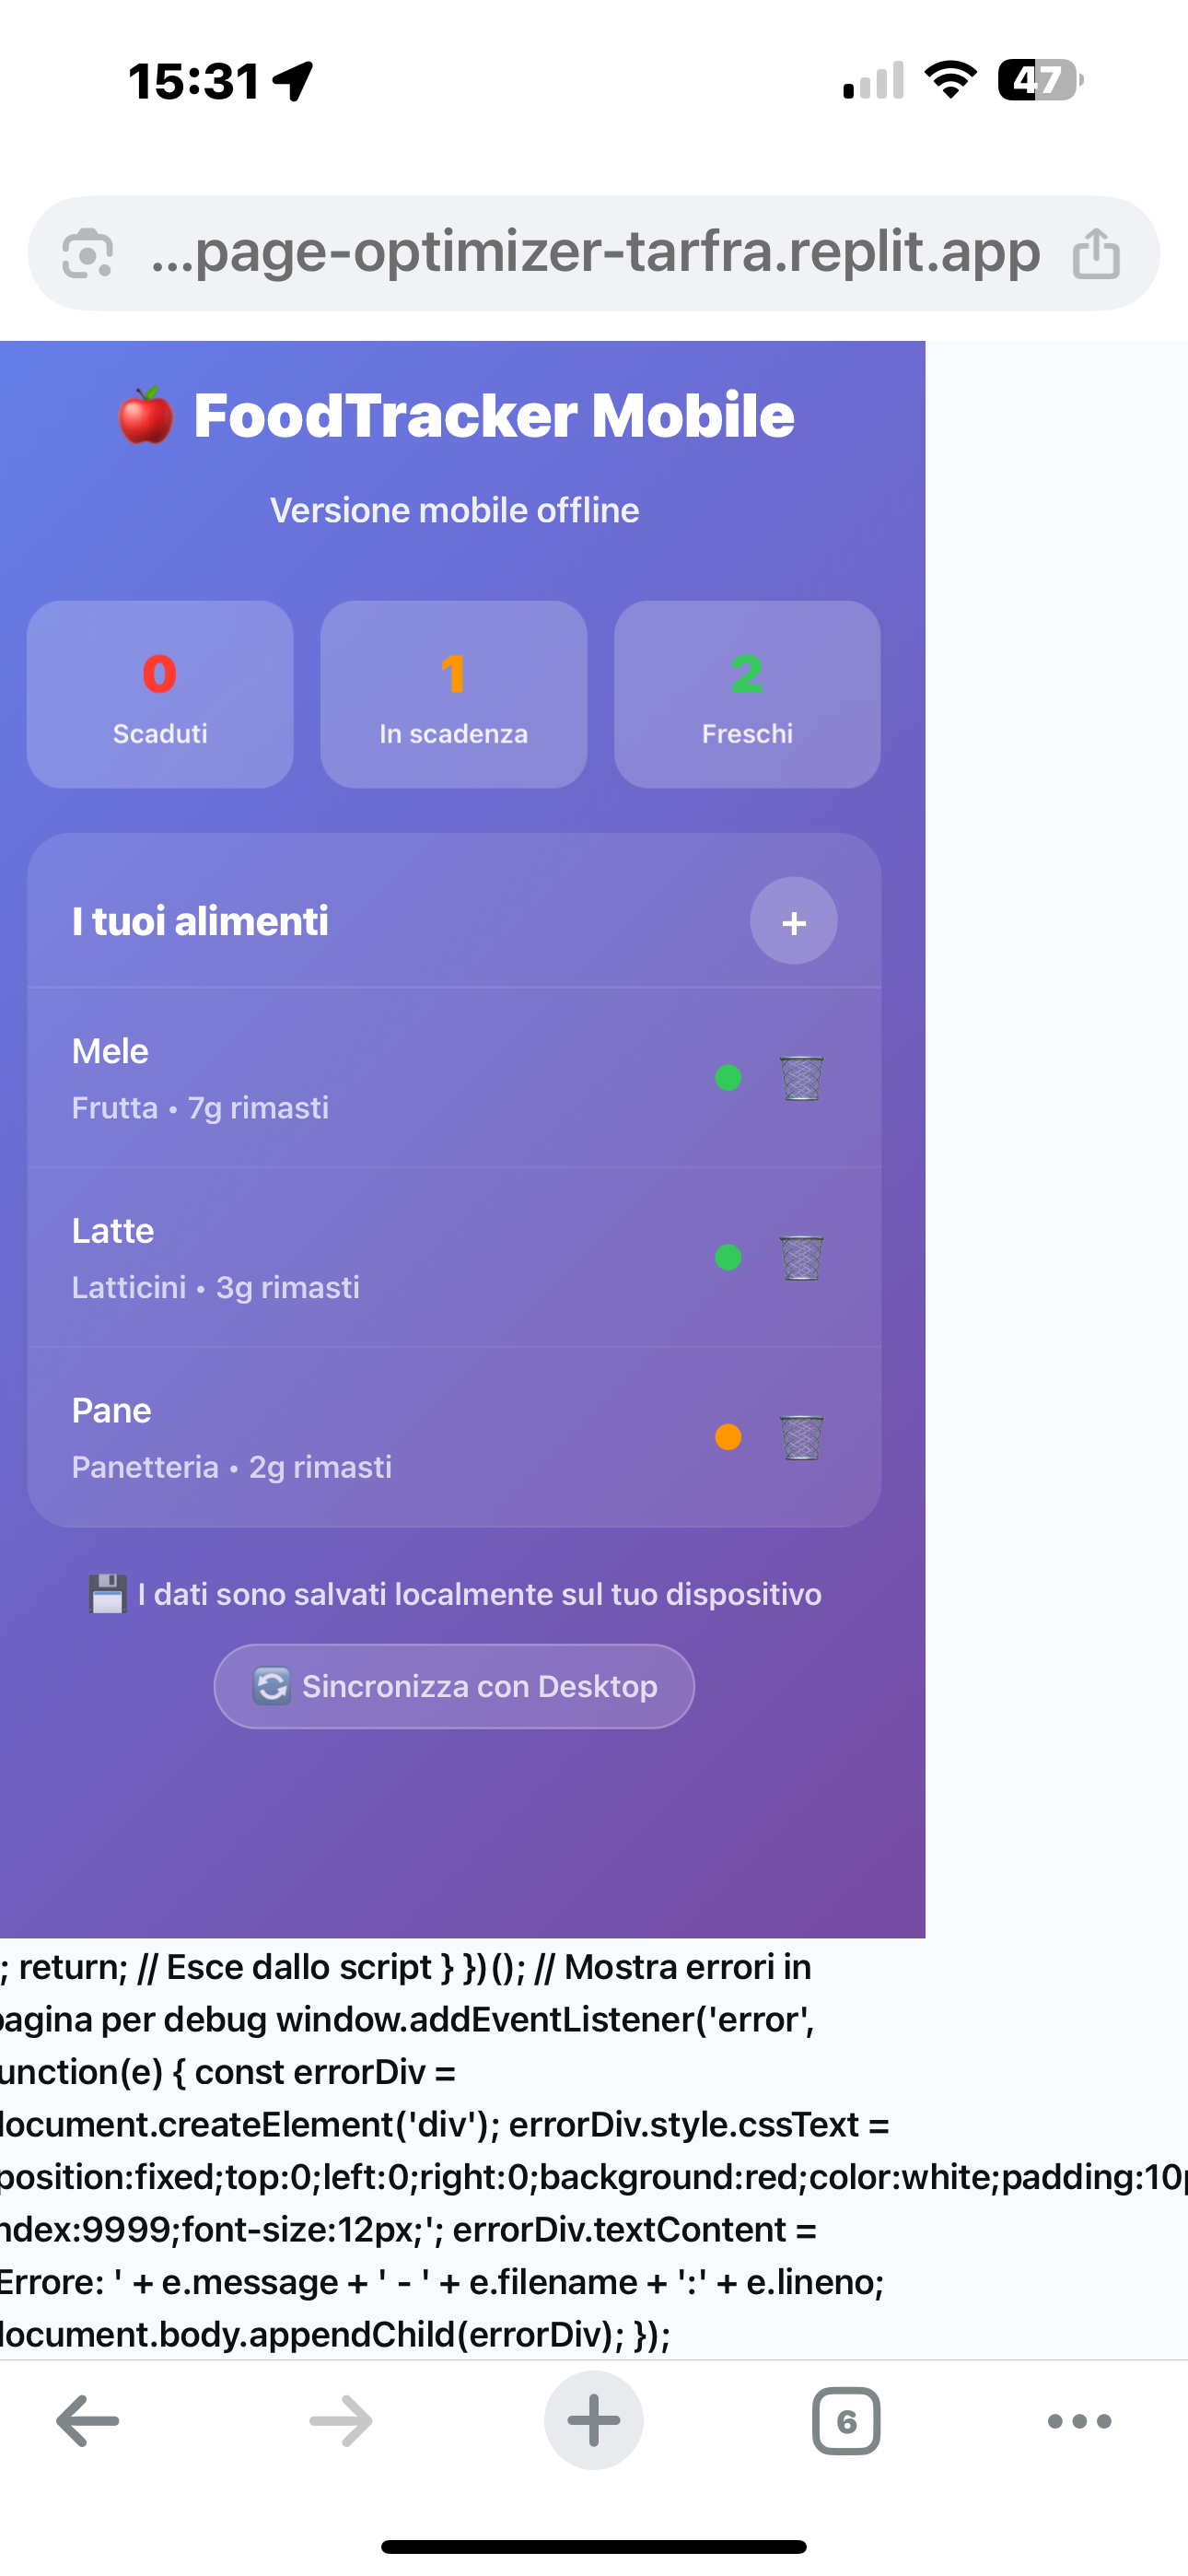 15:31
47
...page-optimizer-tarfra.replit.app
🍎 FoodTracker Mobile
Versione mobile offline
0
Scaduti
1
In scadenza
2
Freschi
I tuoi alimenti
+
Mele
Frutta • 7g rimasti
Latte
Latticini • 3g rimasti
Pane
Panetteria • 2g rimasti
💾 I dati sono salvati localmente sul tuo dispositivo
🔄 Sincronizza con Desktop
; return; // Esce dallo script } })(); // Mostra errori in
pagina per debug window.addEventListener('error',
unction(e) { const errorDiv =
document.createElement('div'); errorDiv.style.cssText =
position:fixed;top:0;left:0;right:0;background:red;color:white;padding:10p
ndex:9999;font-size:12px;'; errorDiv.textContent =
Errore: ' + e.message + ' - ' + e.filename + ':' + e.lineno;
document.body.appendChild(errorDiv); });
6